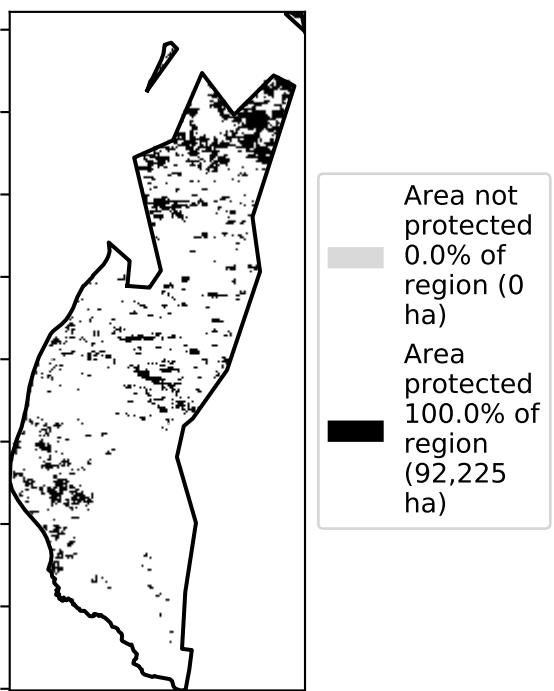 Area not
protected
0.0% of
region (0
ha)
Area
protected
100.0% of
region
(92,225
ha)